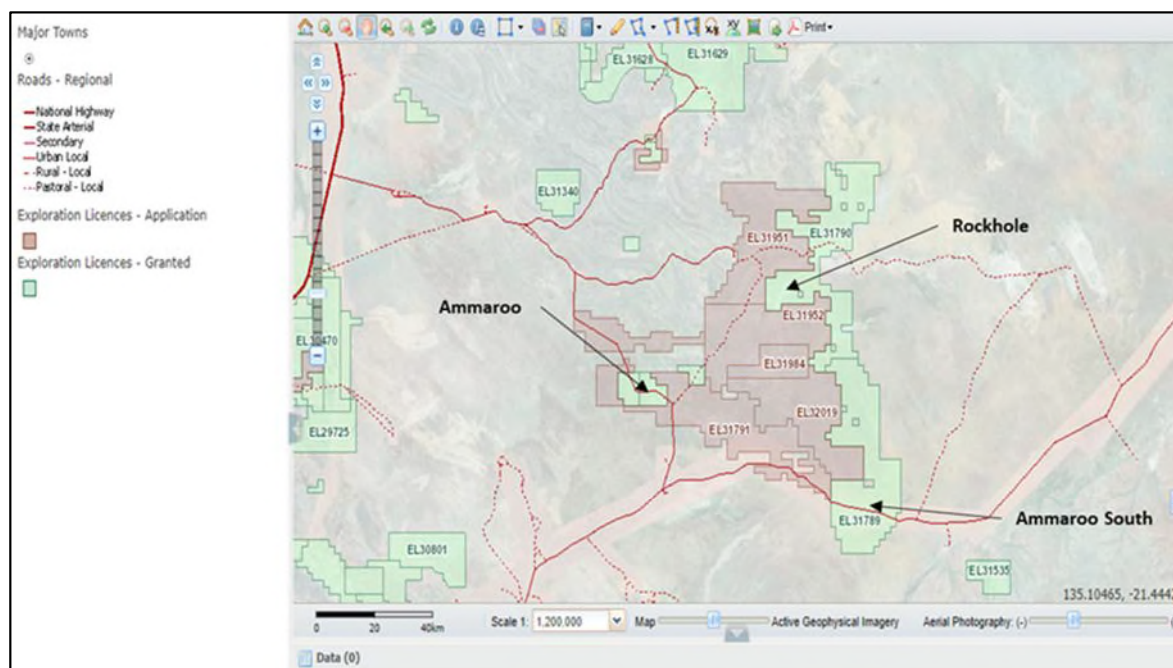 Major Towns
Roads - Regional
National Highway
State Arterial
Secondary
Urban Local
Rural - Local
Pastoral - Local
Exploration Licences - Application
Exploration Licences - Granted
Print
EL31628
EL31629
EL31340
EL31951
EL31790
Rockhole
Ammaroo
EL31952
EL30470
EL31984
EL29725
EL31791
EL32019
EL31789
Ammaroo South
EL30801
EL31535
135.10465, -21.444
0 20 40km
Scale 1: 1,200,000 Map Active Geophysical Imagery Aerial Photography: (-)
Data (0)